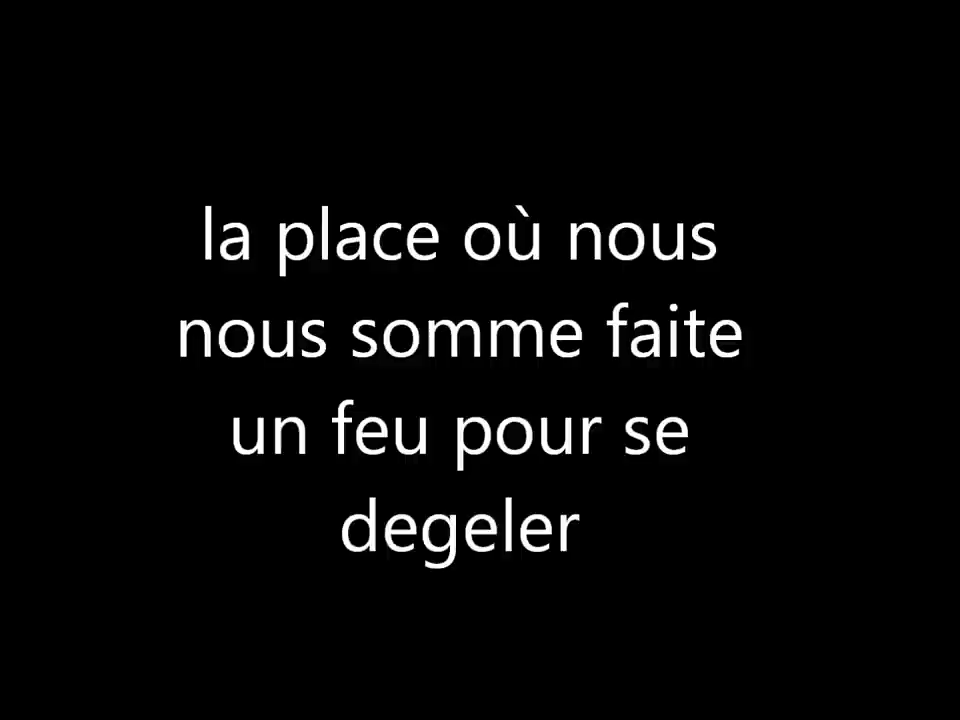 la place où nous
nous somme faite
un feu pour se
degeler